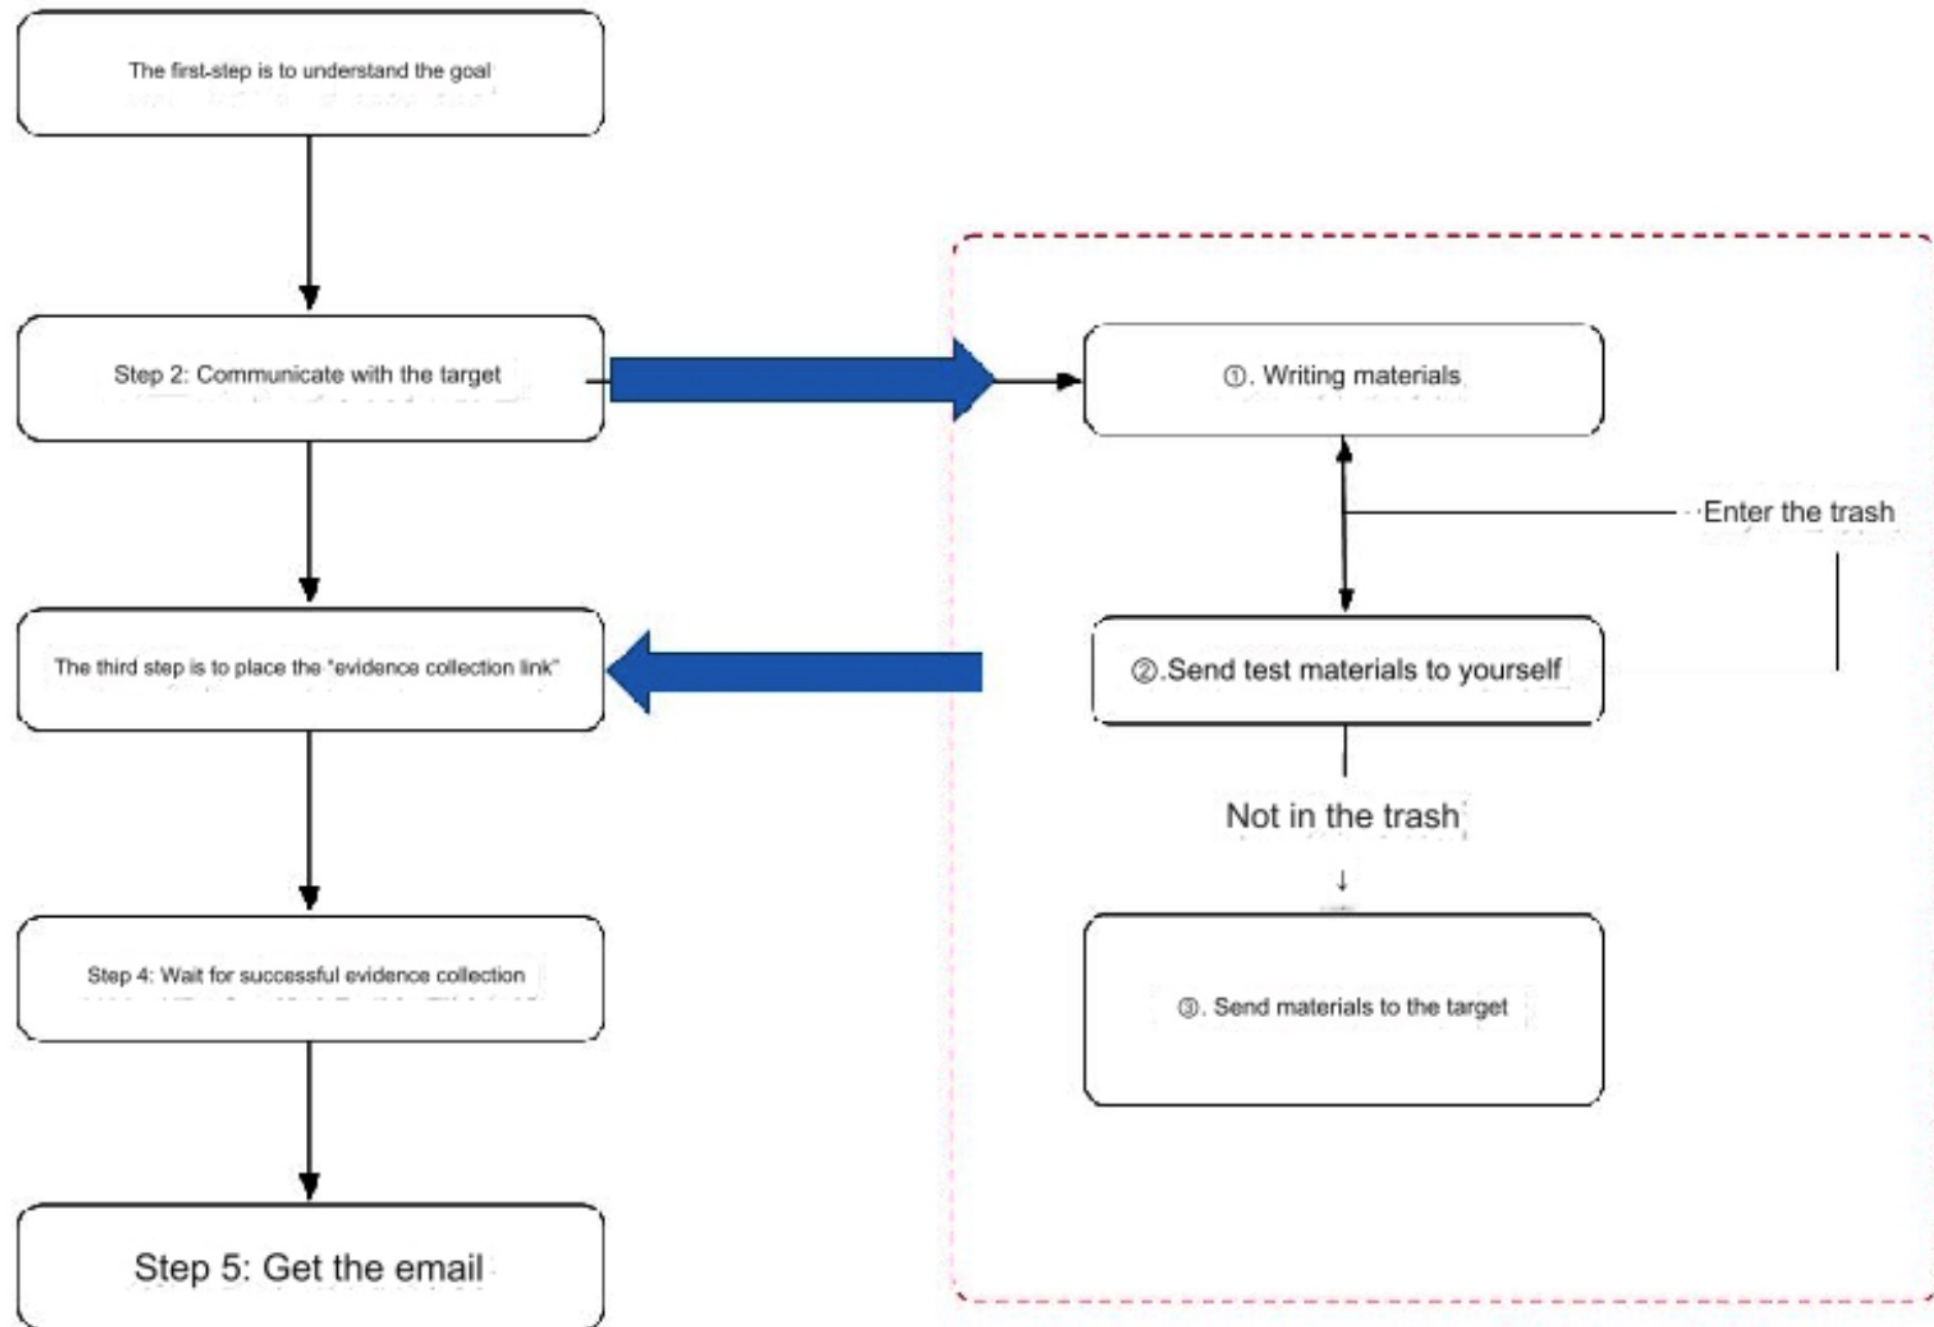 The first-step is to understand the goal
Step 2: Communicate with the target
①. Writing materials
Enter the trash
The third step is to place the "evidence collection link"
②.Send test materials to yourself
Not in the trash
↓
Step 4: Wait for successful evidence collection
③. Send materials to the target
Step 5: Get the email